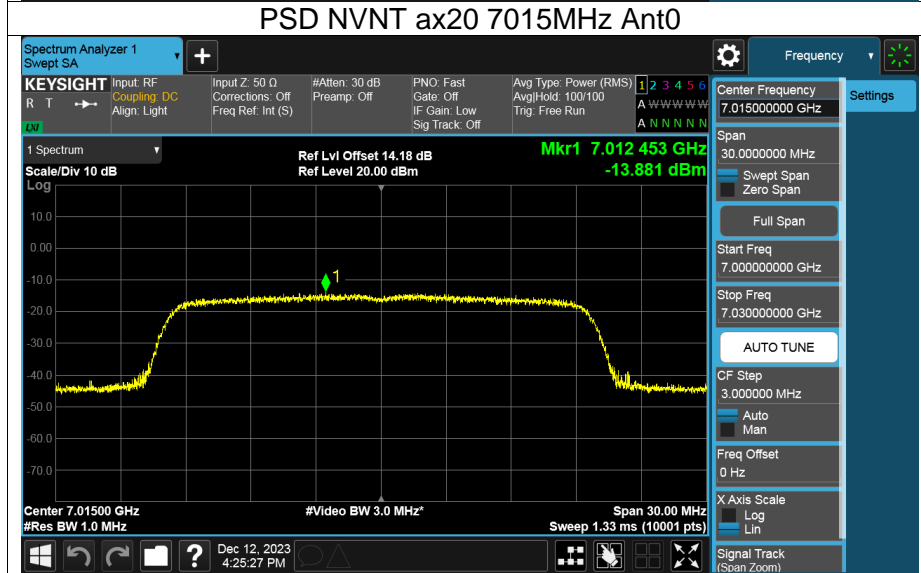 PSD NVNT ax20 7015MHz Ant0
Spectrum Analyzer 1
Swept SA
+
Frequency
KEYSIGHT
R T
LXI
Input: RF
Coupling: DC
Align: Light
Input Z: 50 Ω
Corrections: Off
Freq Ref: Int (S)
#Atten: 30 dB
Preamp: Off
PNO: Fast
Gate: Off
IF Gain: Low
Sig Track: Off
Avg Type: Power (RMS)
Avg|Hold: 100/100
Trig: Free Run
1 2 3 4 5 6
A W W W W W
A N N N N N
1 Spectrum
Scale/Div 10 dB
Log
Ref Lvl Offset 14.18 dB
Ref Level 20.00 dBm
Mkr1 7.012 453 GHz
-13.881 dBm
10.0
0.00
-10.0
-20.0
-30.0
-40.0
-50.0
-60.0
-70.0
1
Center 7.01500 GHz
#Res BW 1.0 MHz
#Video BW 3.0 MHz*
Span 30.00 MHz
Sweep 1.33 ms (10001 pts)
?
Dec 12, 2023
4:25:27 PM
Center Frequency
7.015000000 GHz
Span
30.0000000 MHz
Swept Span
Zero Span
Full Span
Start Freq
7.000000000 GHz
Stop Freq
7.030000000 GHz
AUTO TUNE
CF Step
3.000000 MHz
Auto
Man
Freq Offset
0 Hz
X Axis Scale
Log
Lin
Signal Track
(Span Zoom)
Settings